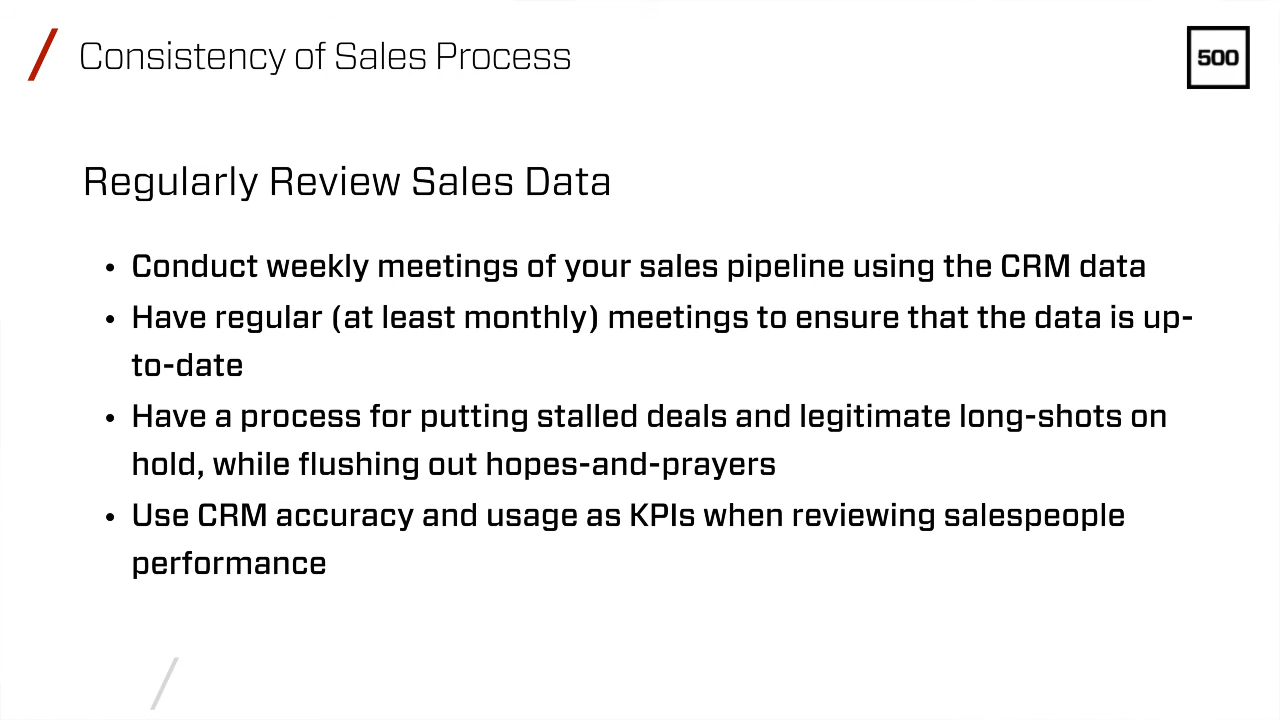 Consistency of Sales Process
500
Regularly Review Sales Data
• Conduct weekly meetings of your sales pipeline using the CRM data
• Have regular (at least monthly) meetings to ensure that the data is up-
to-date
• Have a process for putting stalled deals and legitimate long-shots on
hold, while flushing out hopes-and-prayers
• Use CRM accuracy and usage as KPIs when reviewing salespeople
performance